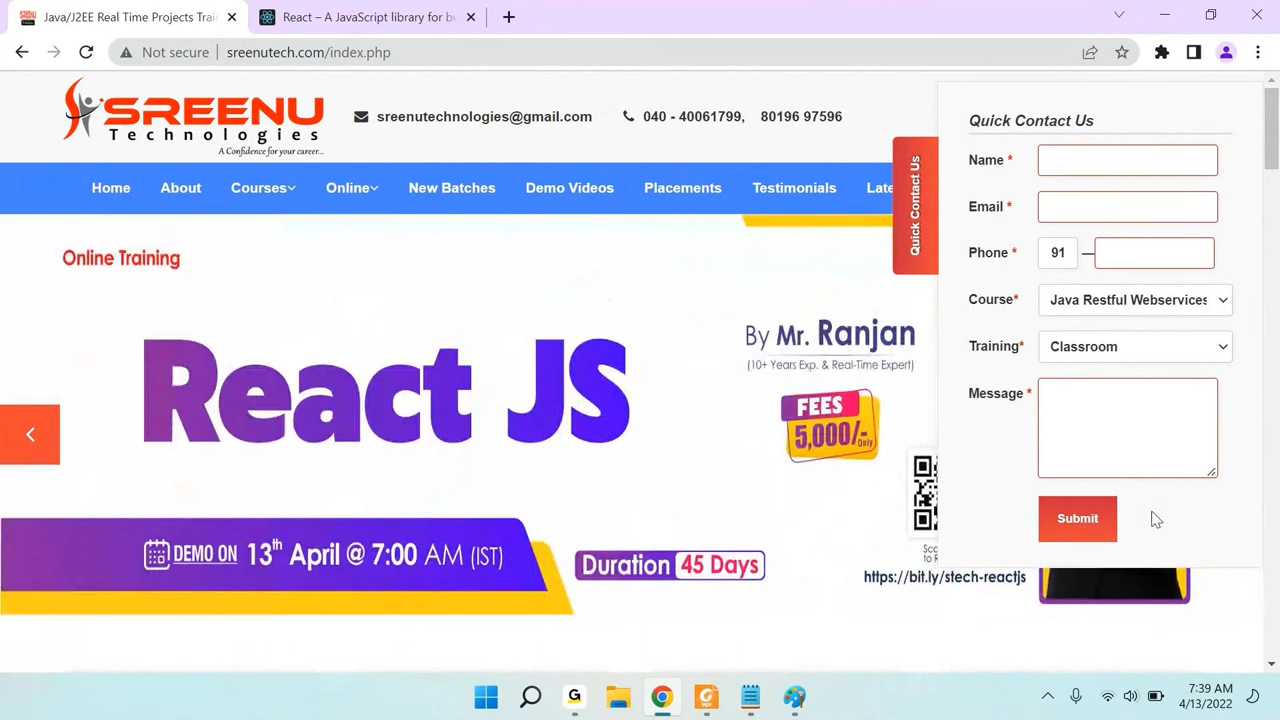 Java/J2EE Real Time Projects Trai
React – A JavaScript library for b
Not secure
sreenutech.com/index.php
SREENU
Technologies
A Confidence for your career...
sreenutechnologies@gmail.com
040 - 40061799, 80196 97596
Home About Courses Online New Batches Demo Videos Placements Testimonials Late
Quick Contact Us
Quick Contact Us
Name *
Email *
Phone * 91 —
Course* Java Restful Webservices
Training* Classroom
Message *
Submit
Online Training
React JS
By Mr. Ranjan
(10+ Years Exp. & Real-Time Expert)
FEES
5,000/- Only
DEMO ON 13th April @ 7:00 AM (IST)
Duration 45 Days
https://bit.ly/stech-reactjs
7:39 AM
4/13/2022